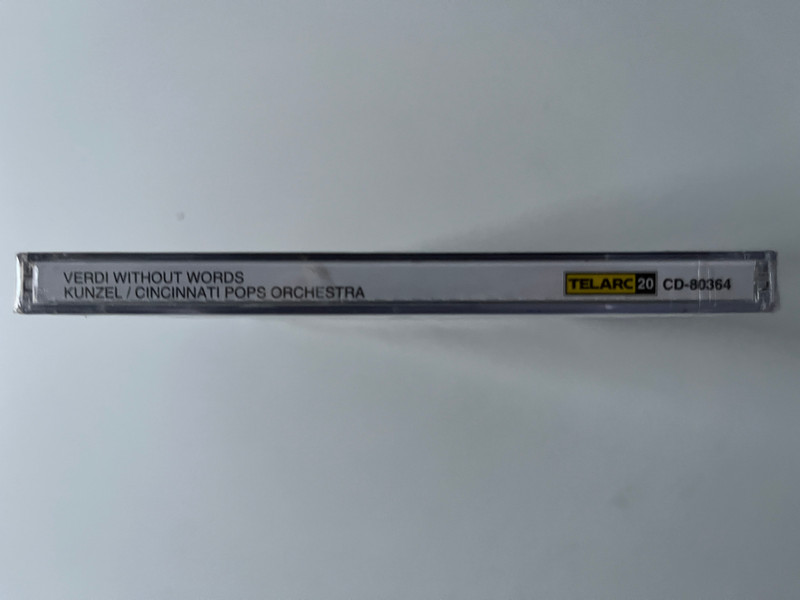 VERDI WITHOUT WORDS
KUNZEL / CINCINNATI POPS ORCHESTRA
TELARC 20 CD-80364